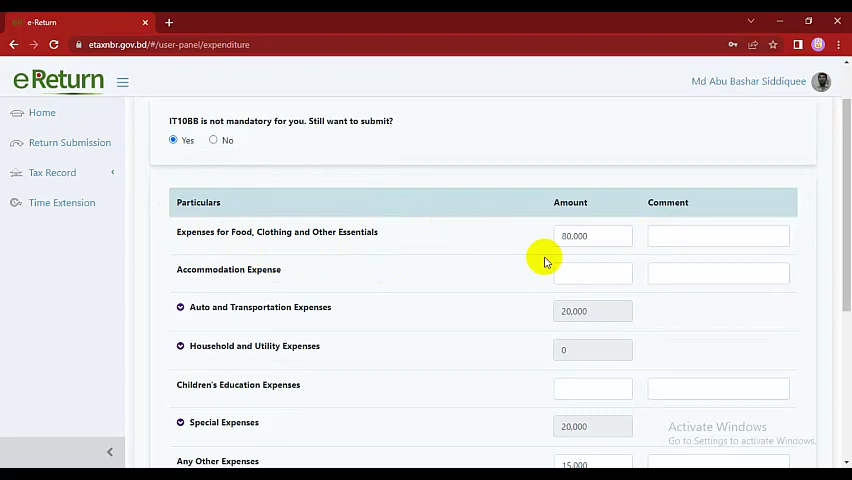 e-Return
etaxnbr.gov.bd/#/user-panel/expenditure
eReturn
Md Abu Bashar Siddiquee
Home
Return Submission
Tax Record
Time Extension
IT10BB is not mandatory for you. Still want to submit?
Yes No
Particulars Amount Comment
Expenses for Food, Clothing and Other Essentials 80,000
Accommodation Expense
Auto and Transportation Expenses 20,000
Household and Utility Expenses 0
Children's Education Expenses
Special Expenses 20,000
Any Other Expenses 15,000
Activate Windows
Go to Settings to activate Windows.